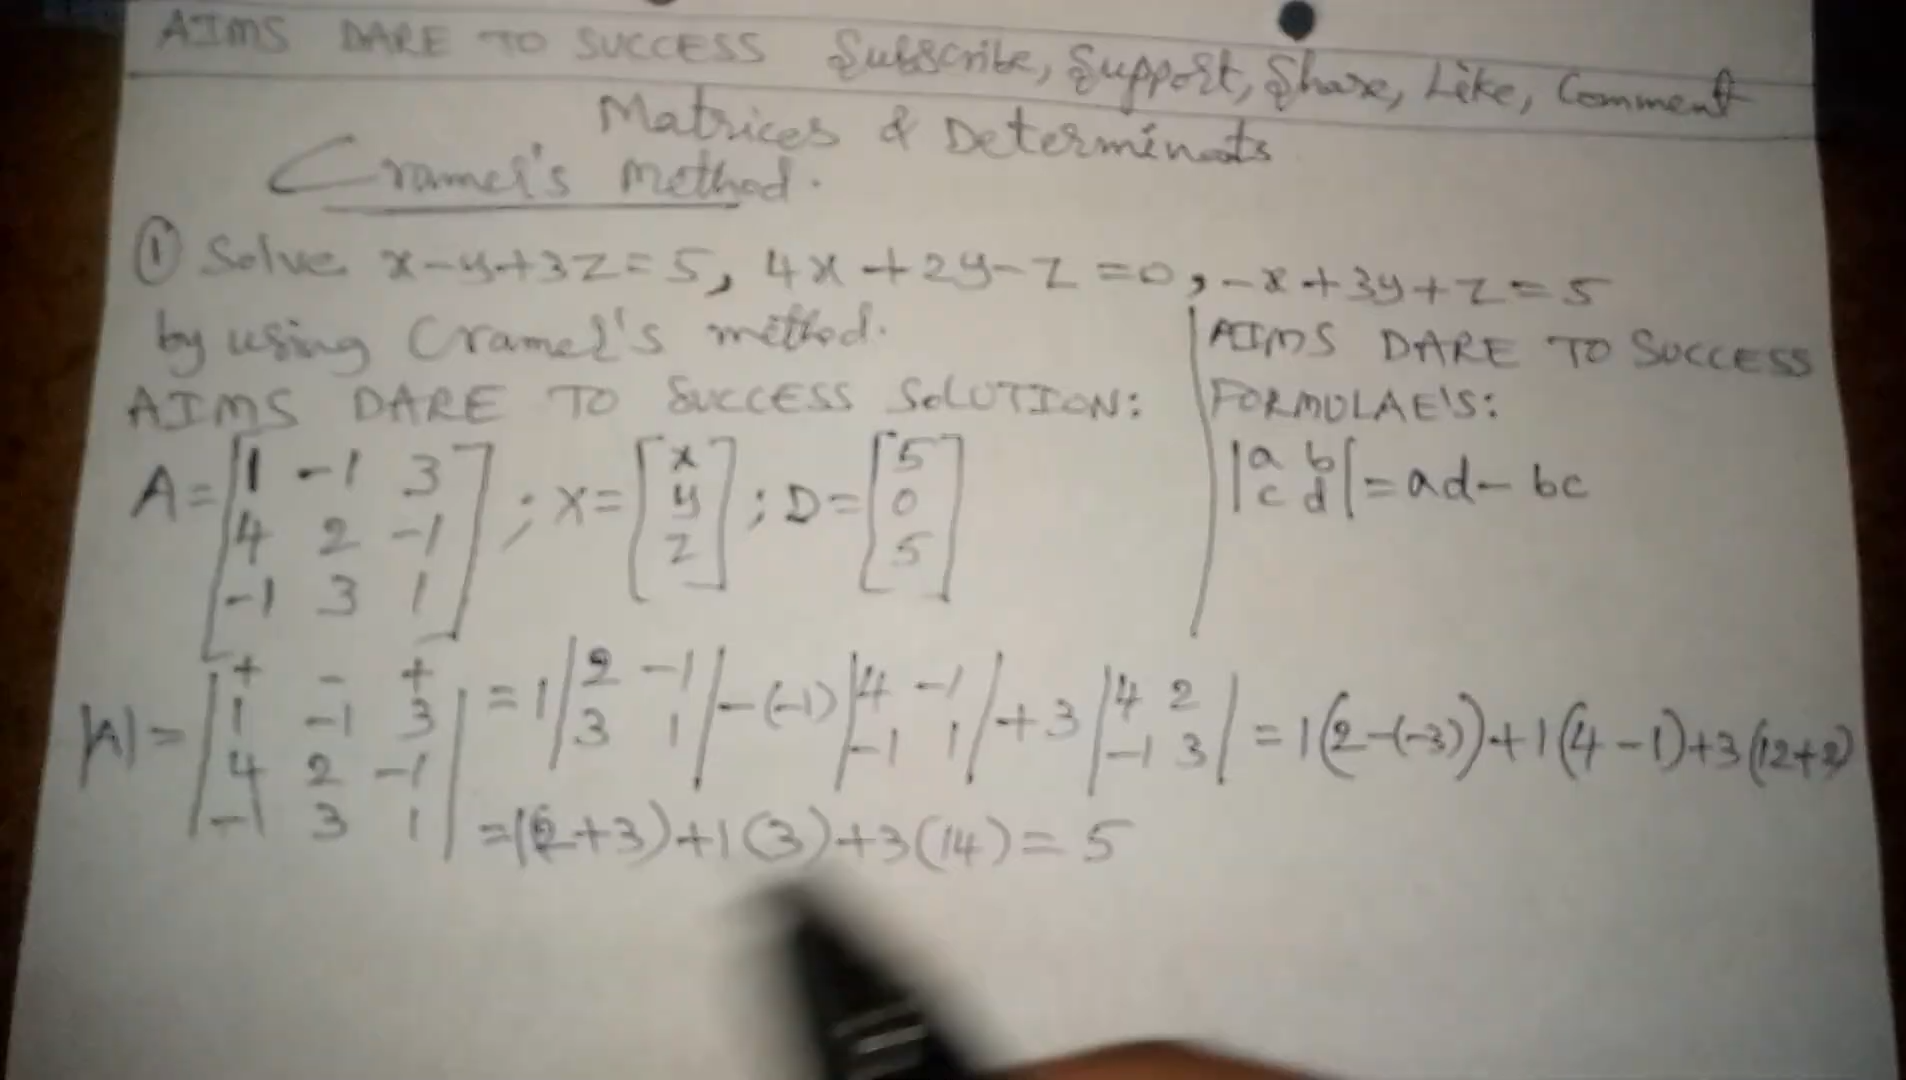 AIMS DARE TO SUCCESS Subscribe, Support, Share, Like, Comment
Matrices & Determinats
Cramer's Method.
① Solve x-y+3z=5, 4x+2y-z=0, -x+3y+z=5
by using Cramer's method.
AIMS DARE TO SUCCESS SOLUTION:
A=[1 -1 3; X=[x; D=[5
4 2 -1 y 0
-1 3 1] z] 5]
AIMS DARE TO SUCCESS
FORMULAE'S:
|a b
c d|=ad-bc
+ - +
|A|=|1 -1 3
4 2 -1
-1 3 1| =1|2 -1
3 1|-(-1)|4 -1
-1 1|+3|4 2
-1 3|=1(2-(-3))+1(4-1)+3(12+2)
=1(2+3)+1(3)+3(14)=5